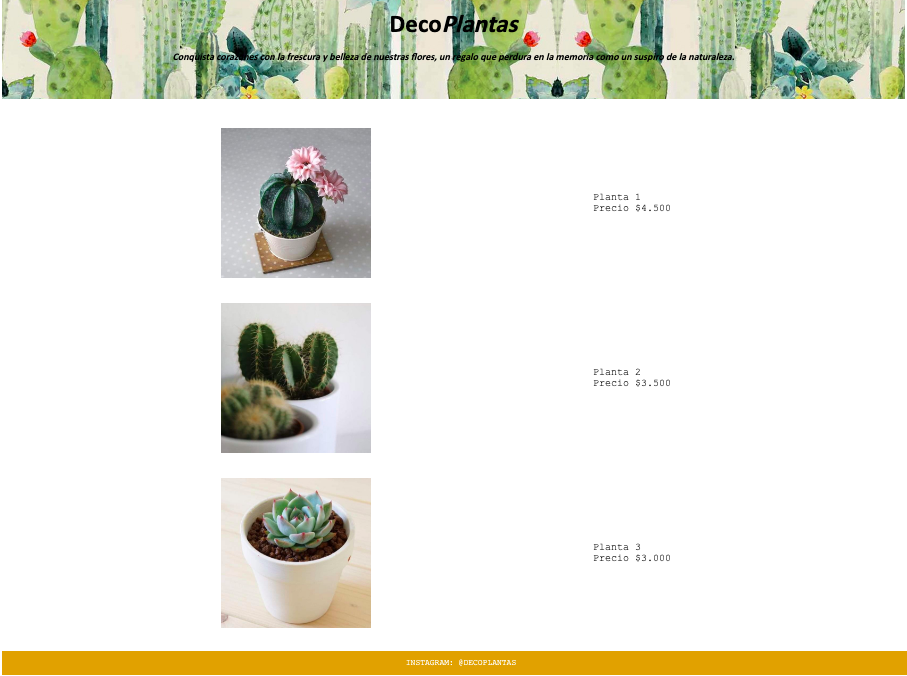 DecoPlantas
Conquista corazones con la frescura y belleza de nuestras flores, un regalo que perdura en la memoria como un suspiro de la naturaleza.
Planta 1
Precio $4.500
Planta 2
Precio $3.500
Planta 3
Precio $3.000
INSTAGRAM: @DECOPLANTAS